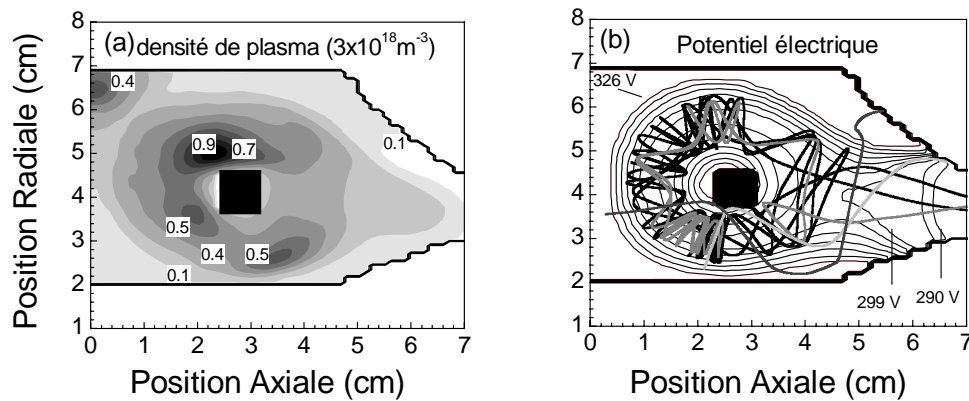 (a) densité de plasma (3x10^18m^-3)
0.4
0.9
0.7
0.1
0.5
0.4
0.5
0.1
8
7
6
5
4
3
2
1
0 1 2 3 4 5 6 7
Position Radiale (cm)
Position Axiale (cm)
(b) Potentiel électrique
326 V
299 V
290 V
8
7
6
5
4
3
2
1
0 1 2 3 4 5 6 7
Position Axiale (cm)